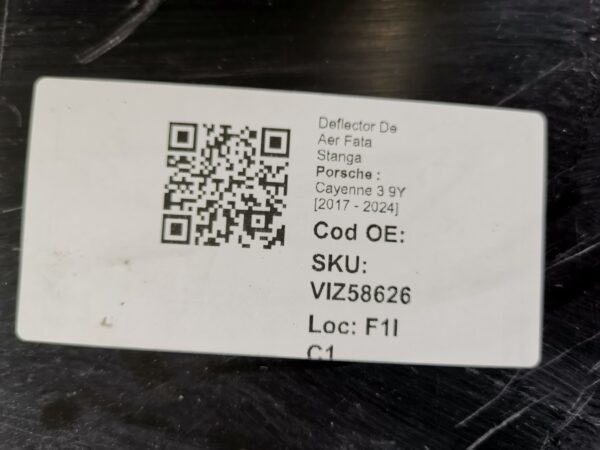 Deflector De
Aer Fata
Stanga
Porsche :
Cayenne 3 9Y
[2017 - 2024]
Cod OE:
SKU:
VIZ58626
Loc: F1I
C1